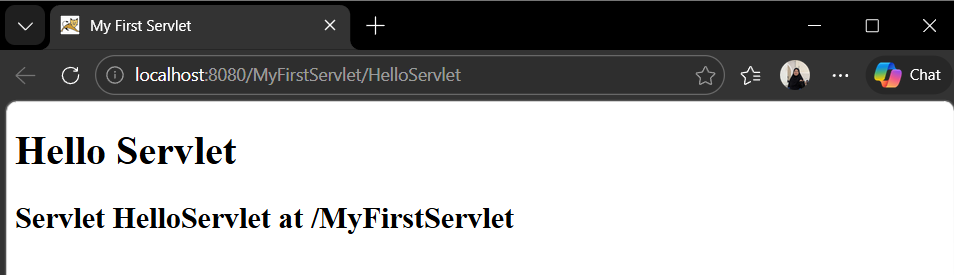 My First Servlet
localhost:8080/MyFirstServlet/HelloServlet
Chat
Hello Servlet
Servlet HelloServlet at /MyFirstServlet